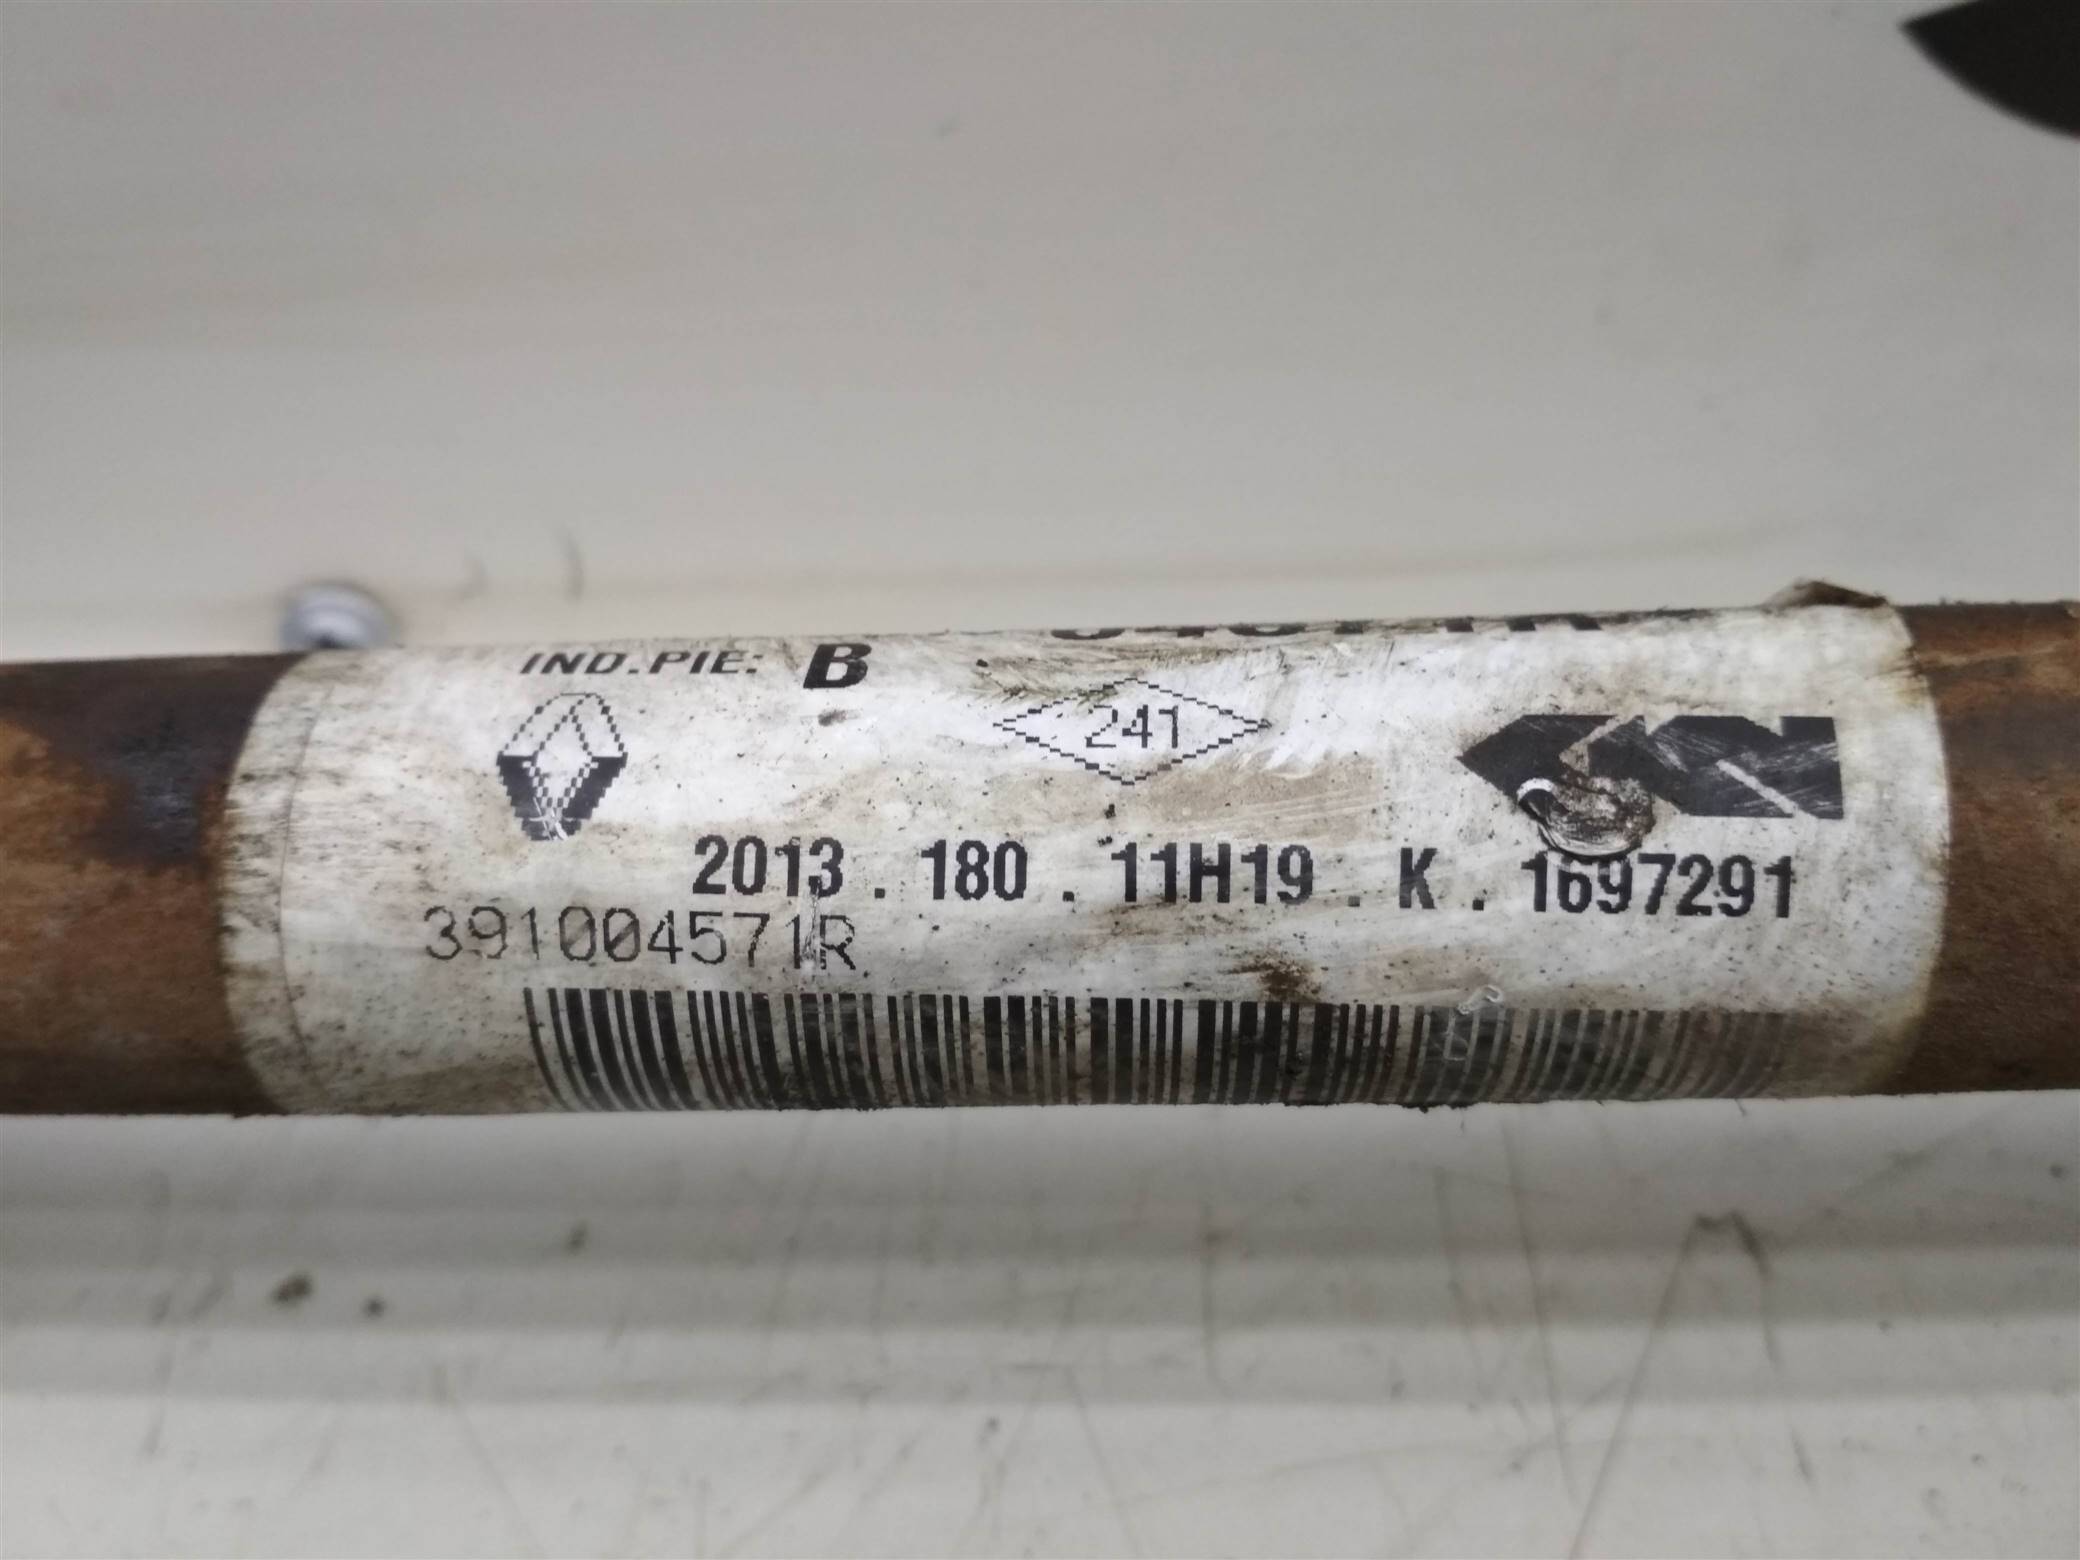 IND.PIE: B
241
2013 . 180 . 11H19 . K . 1697291
391004571R